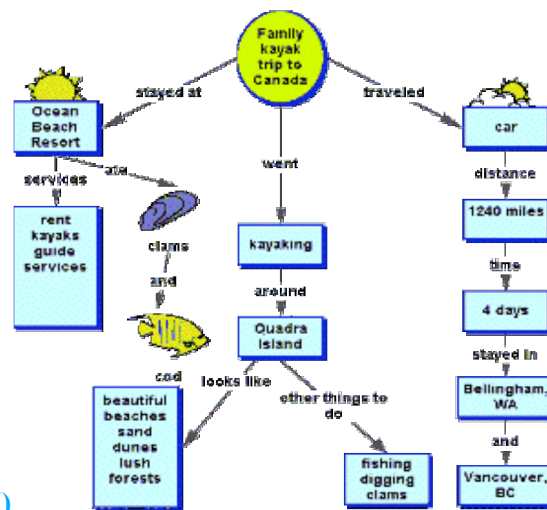 Family
kayak
trip to
Canada
stayed at
traveled
Ocean
Beach
Resort
car
went
services
ate
distance
rent
kayaks
guide
services
clams
kayaking
1240 miles
and
around
time
Quadra
Island
4 days
cod
looks like
stayed in
other things to
do
beautiful
beaches
sand
dunes
lush
forests
Bellingham,
WA
and
fishing
digging
clams
Vancouver,
BC
)